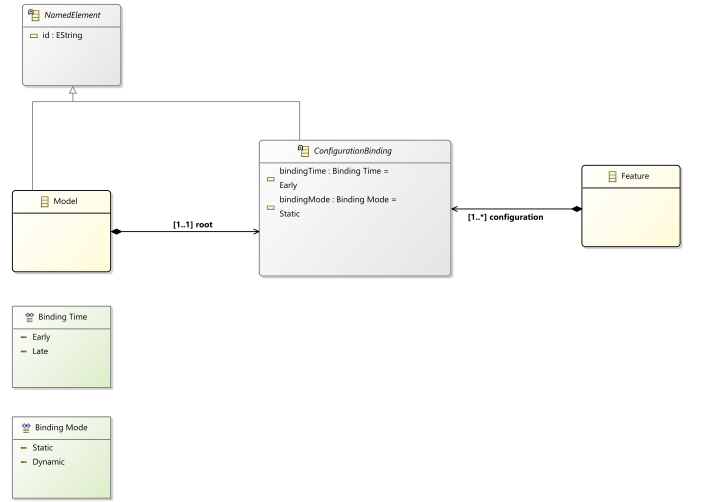 NamedElement
id : EString
ConfigurationBinding
bindingTime : Binding Time =
Early
bindingMode : Binding Mode =
Static
Feature
Model
[1..1] root
[1..*] configuration
Binding Time
Early
Late
Binding Mode
Static
Dynamic